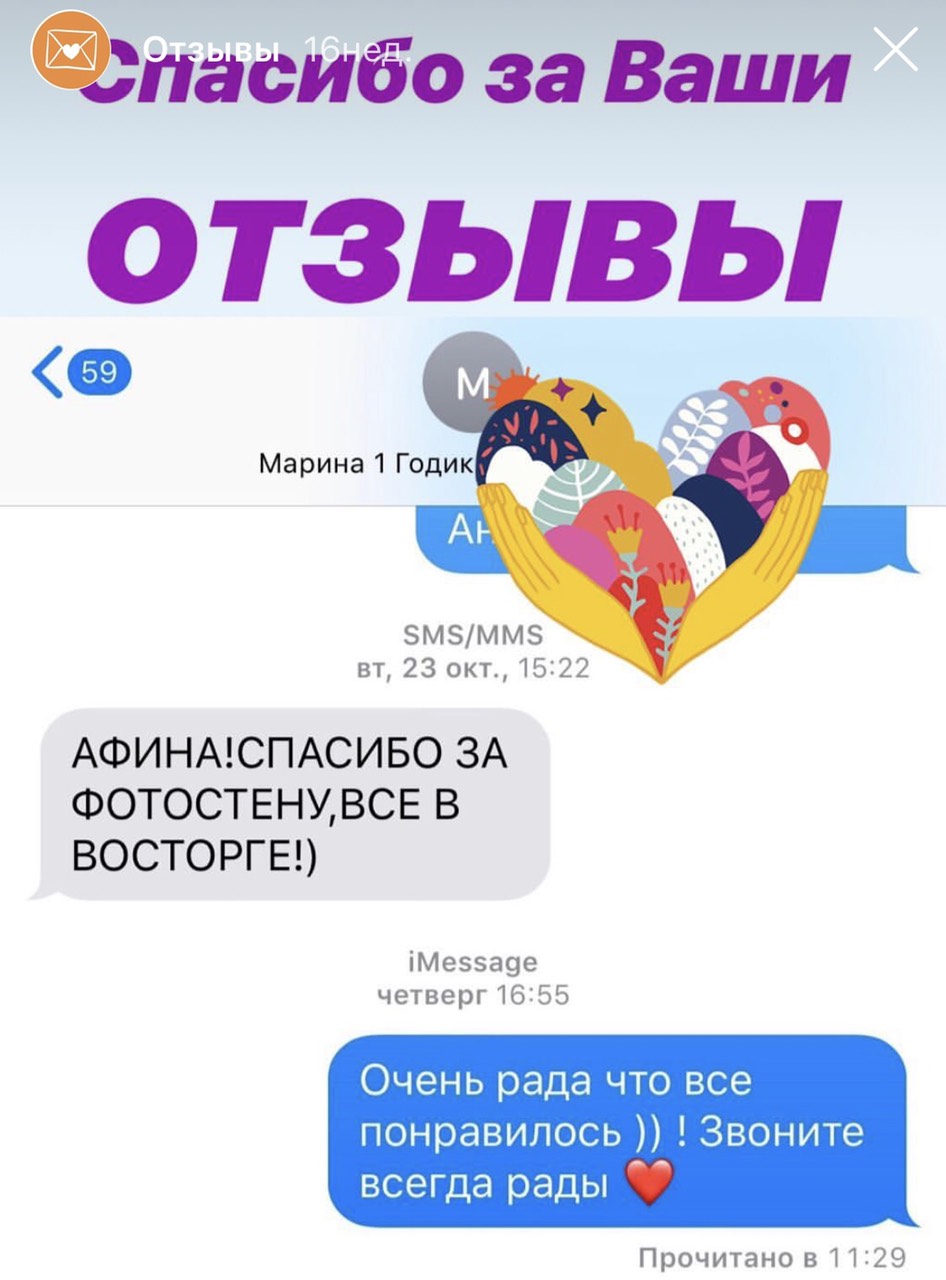 Отзывы 16нед.
Спасибо за Ваши
ОТЗЫВЫ
59
М
Марина 1 Годик
SMS/MMS
вт, 23 окт., 15:22
АФИНА!СПАСИБО ЗА
ФОТОСТЕНУ,ВСЕ В
ВОСТОРГЕ!)
iMessage
четверг 16:55
Очень рада что все
понравилось )) ! Звоните
всегда рады ❤️
Прочитано в 11:29